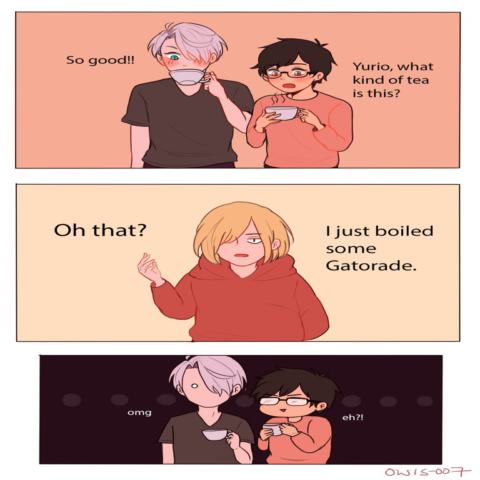 So good!!
Yurio, what
kind of tea
is this?
Oh that?
I just boiled
some
Gatorade.
omg
eh?!
owls-007